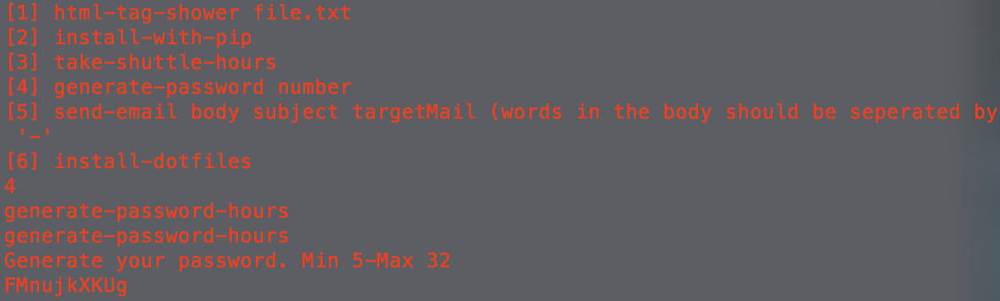 [1] html-tag-shower file.txt
[2] install-with-pip
[3] take-shuttle-hours
[4] generate-password number
[5] send-email body subject targetMail (words in the body should be seperated by
'-'
[6] install-dotfiles
4
generate-password-hours
generate-password-hours
Generate your password. Min 5-Max 32
FMnujkXKUg